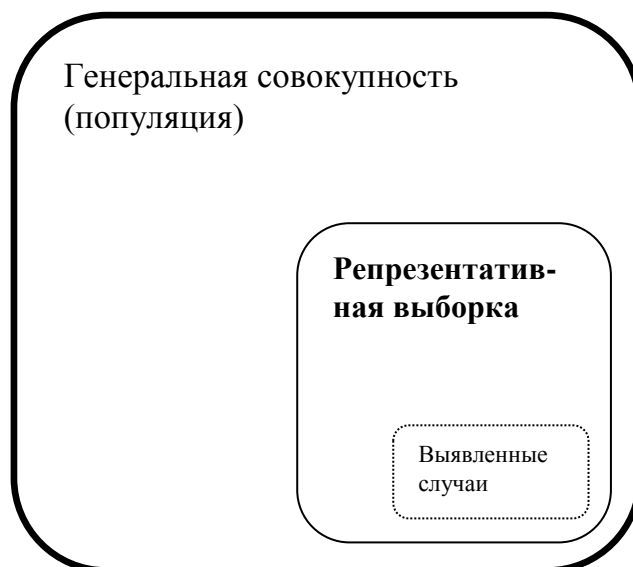 Генеральная совокупность
(популяция)
Репрезентатив-
ная выборка
Выявленные
случаи